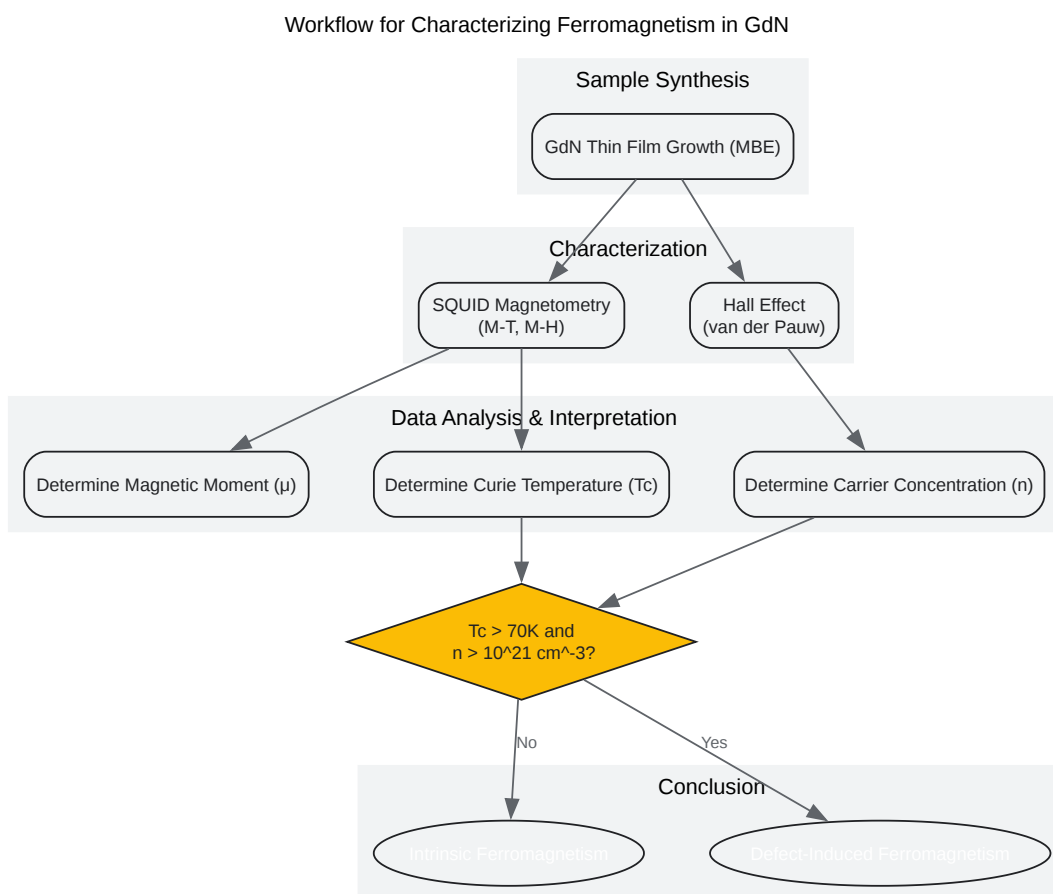 Workflow for Characterizing Ferromagnetism in GdN
Sample Synthesis
GdN Thin Film Growth (MBE)
Characterization
SQUID Magnetometry
(M-T, M-H)
Hall Effect
(van der Pauw)
Data Analysis & Interpretation
Determine Magnetic Moment (μ)
Determine Curie Temperature (Tc)
Determine Carrier Concentration (n)
Tc > 70K and
n > 10^21 cm^-3?
No
Yes
Conclusion
Intrinsic Ferromagnetism
Defect-Induced Ferromagnetism